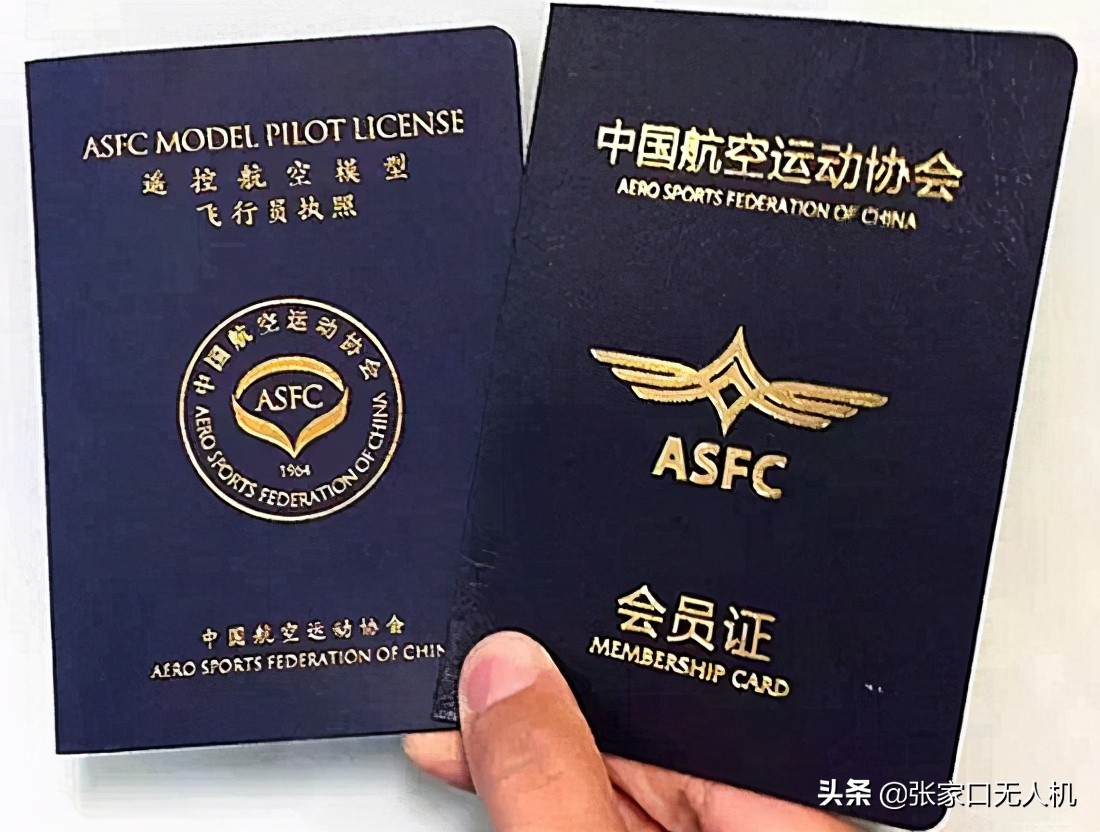 ASFC MODEL PILOT LICENSE
遥控航空模型
飞行员执照
中国航空运动协会
ASFC
1964
AERO SPORTS FEDERATION OF CHINA
中国航空运动协会
AERO SPORTS FEDERATION OF CHIN
中国航空运动协会
AERO SPORTS FEDERATION OF CHINA
ASFC
会员证
MEMBERSHIP CARD
头条 @张家口无人机